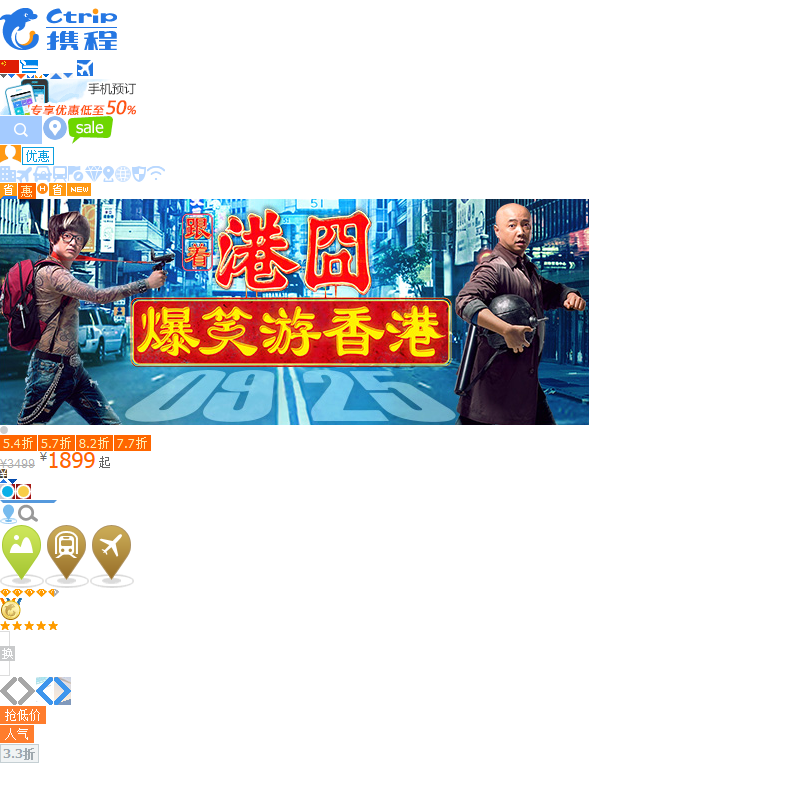 Ctrip
携程
手机预订
专享优惠低至50%
sale
优惠
省 惠 H 省 NEW
跟着 港囧
爆笑游香港
09 25
5.4折 5.7折 8.2折 7.7折
¥3499 ¥1899 起
¥
换
抢低价
人气
3.3折